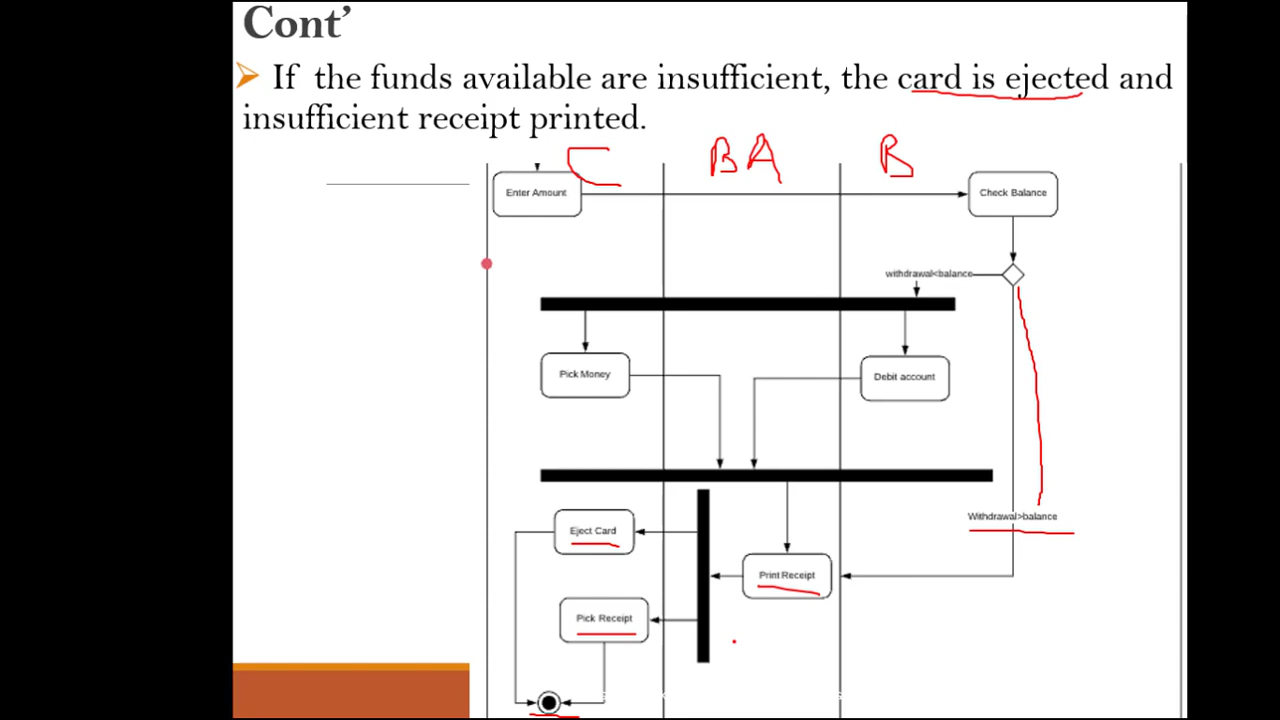 Cont'
If the funds available are insufficient, the card is ejected and
insufficient receipt printed.
C BA B
Enter Amount
Check Balance
withdrawal<balance
Pick Money
Debit account
Withdrawal>balance
Eject Card
Print Receipt
Pick Receipt